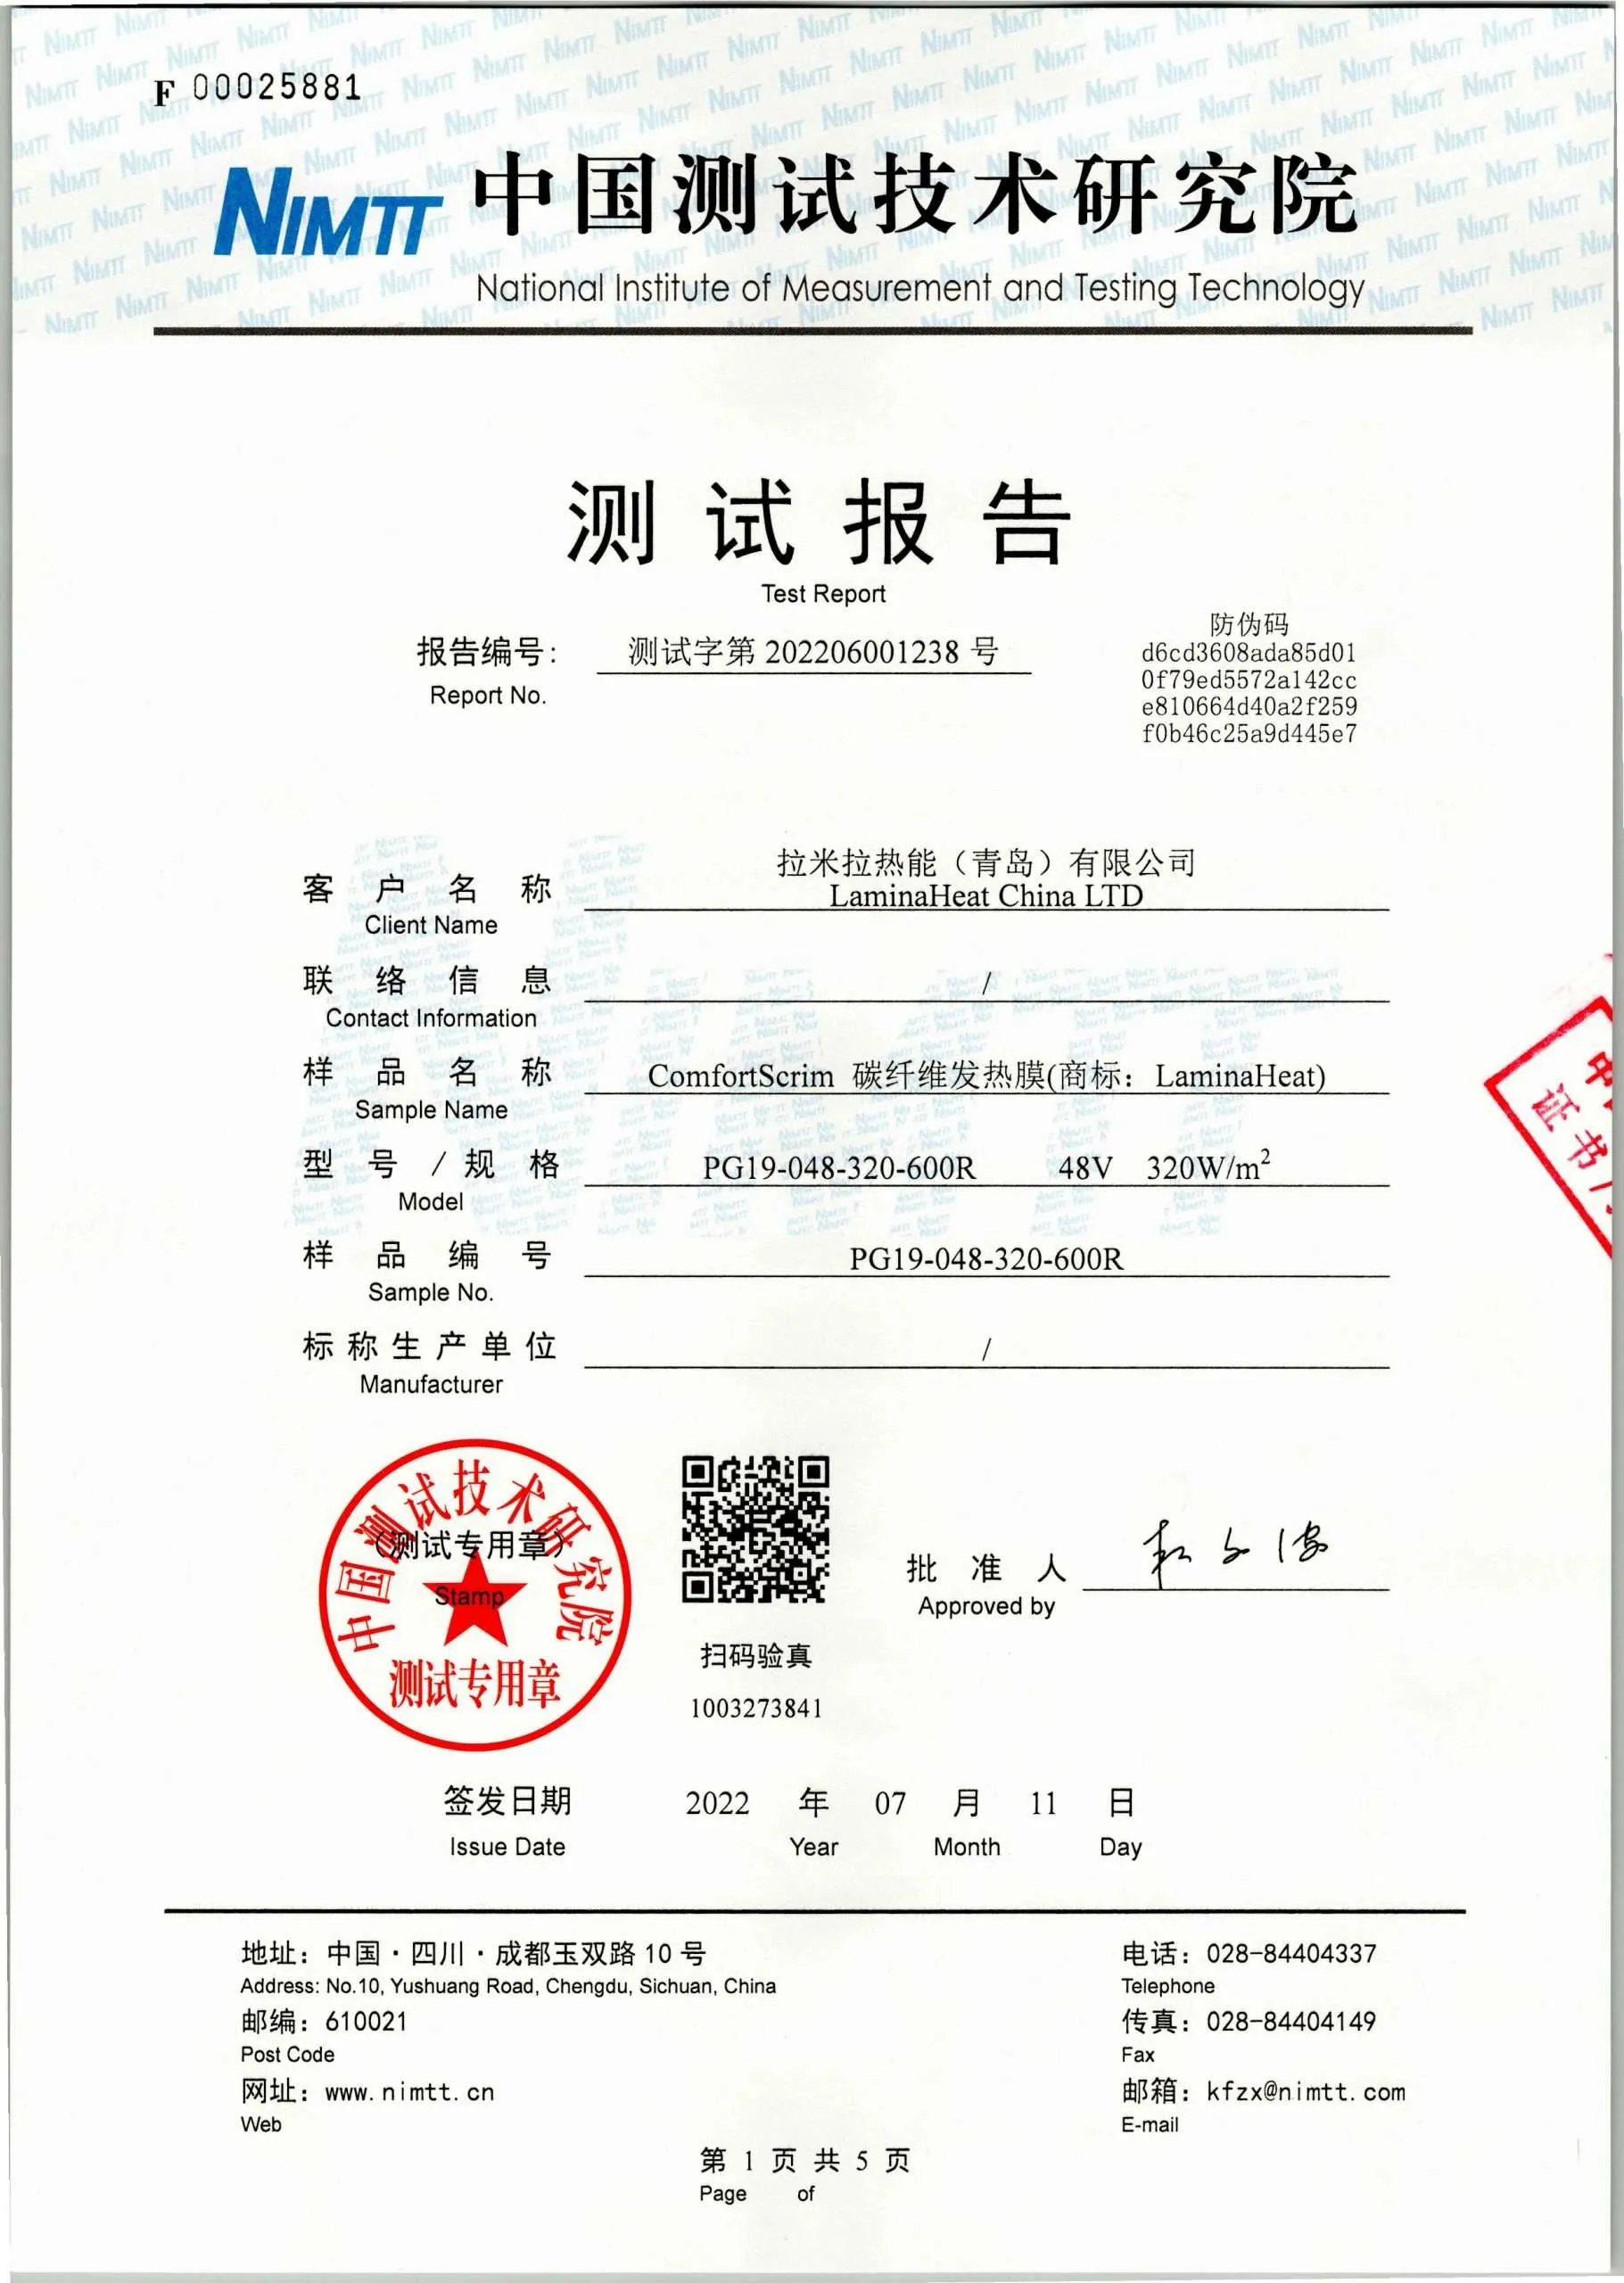 F 00025881
NIMTT 中国测试技术研究院
National Institute of Measurement and Testing Technology
测试报告
Test Report
报告编号: 测试字第 202206001238 号
Report No.
防伪码
d6cd3608ada85d01
0f79ed5572a142cc
e810664d40a2f259
f0b46c25a9d445e7
拉米拉热能（青岛）有限公司
客户名称 LaminaHeat China LTD
Client Name
联络信息 /
Contact Information
样品名称 ComfortScrim 碳纤维发热膜(商标：LaminaHeat)
Sample Name
型号/规格 PG19-048-320-600R 48V 320W/m²
Model
样品编号 PG19-048-320-600R
Sample No.
标称生产单位 /
Manufacturer
中国测试技术研究院
（测试专用章）
Stamp
测试专用章
扫码验真
1003273841
批准人
Approved by
证书
签发日期 2022 年 07 月 11 日
Issue Date Year Month Day
地址：中国·四川·成都玉双路 10 号
Address: No.10, Yushuang Road, Chengdu, Sichuan, China
邮编：610021
Post Code
网址：www.nimtt.cn
Web
电话：028-84404337
Telephone
传真：028-84404149
Fax
邮箱：kfzx@nimtt.com
E-mail
第 1 页 共 5 页
Page of